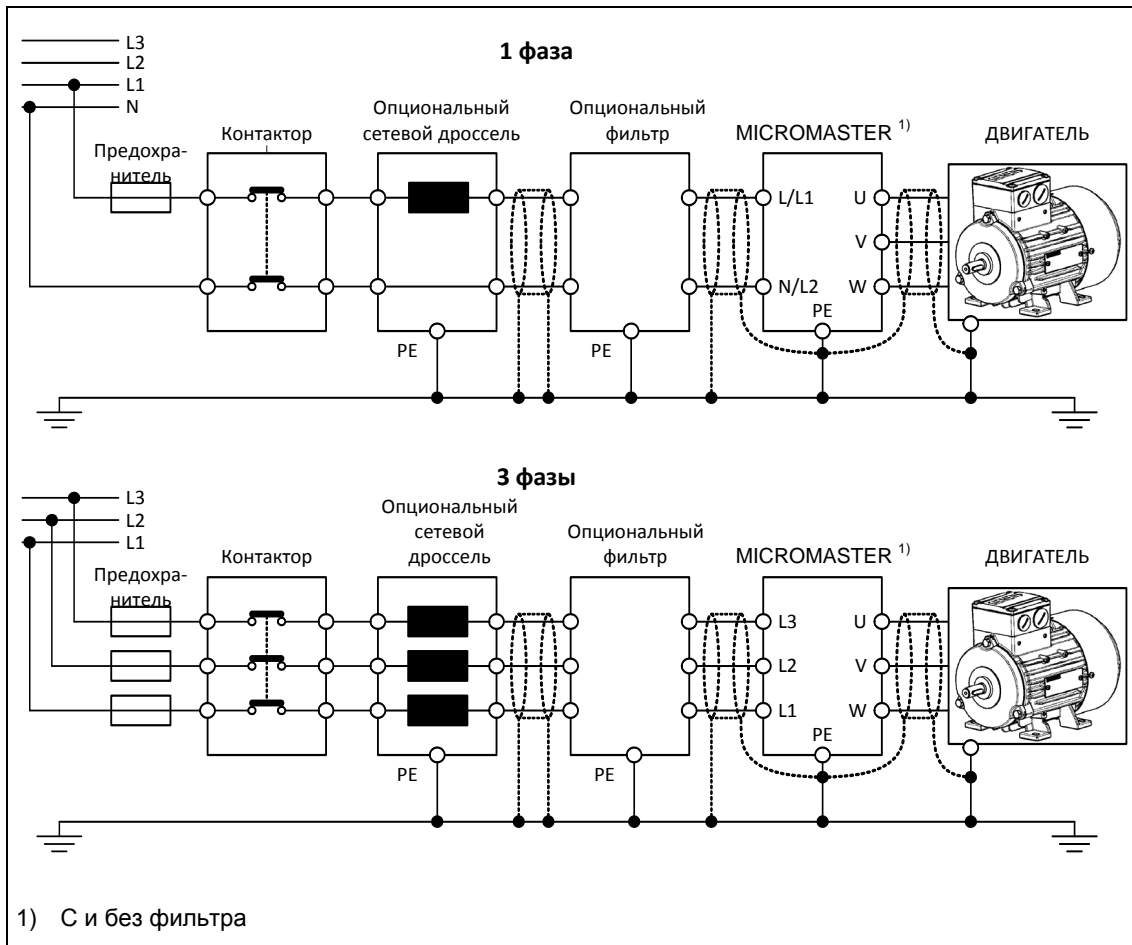 1 фаза
L3
L2
L1
N
Предохра-
нитель
Контактор
Опциональный
сетевой дроссель
Опциональный
фильтр
MICROMASTER 1)
ДВИГАТЕЛЬ
L/L1
U
V
N/L2
W
PE
PE
PE
3 фазы
L3
L2
L1
Предохра-
нитель
Контактор
Опциональный
сетевой
дроссель
Опциональный
фильтр
MICROMASTER 1)
ДВИГАТЕЛЬ
L3
U
L2
V
L1
W
PE
PE
PE
1) С и без фильтра